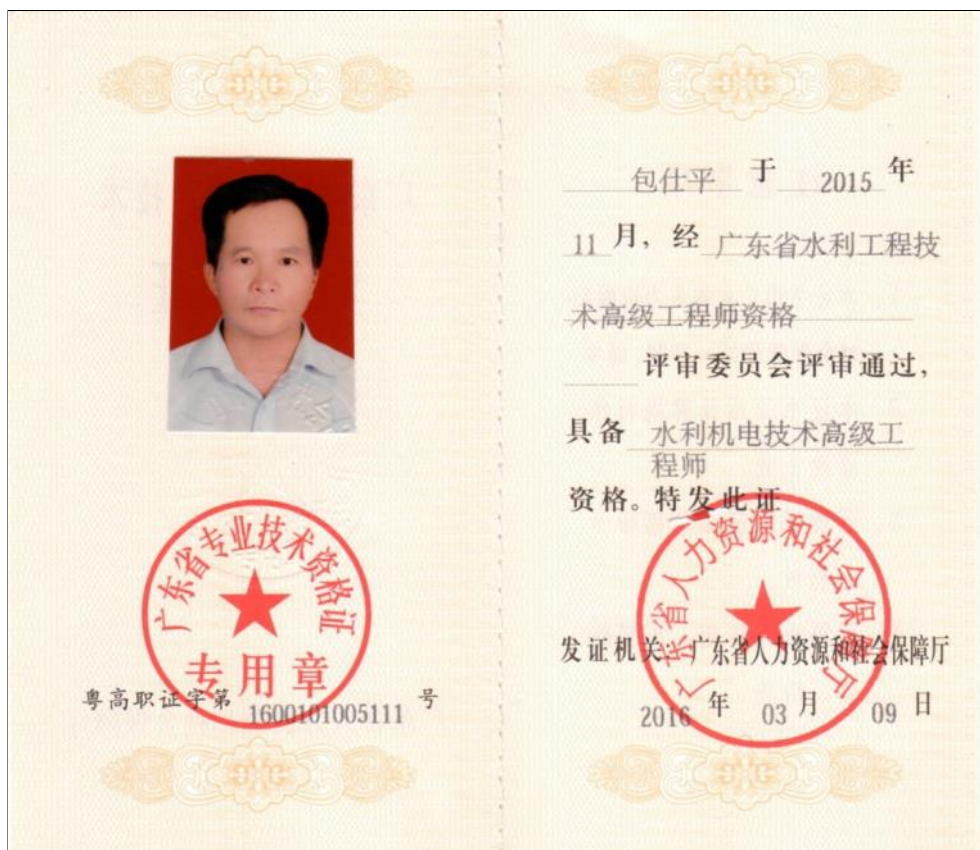 广东省专业技术资格证
专用章
粤高职证字第 1600101005111 号
包仕平 于 2015 年
11 月，经 广东省水利工程技
术高级工程师资格
评审委员会评审通过，
具备 水利机电技术高级工
程师
资格。特发此证
广东省人力资源和社会保障厅
发证机关：广东省人力资源和社会保障厅
2016 年 03 月 09 日